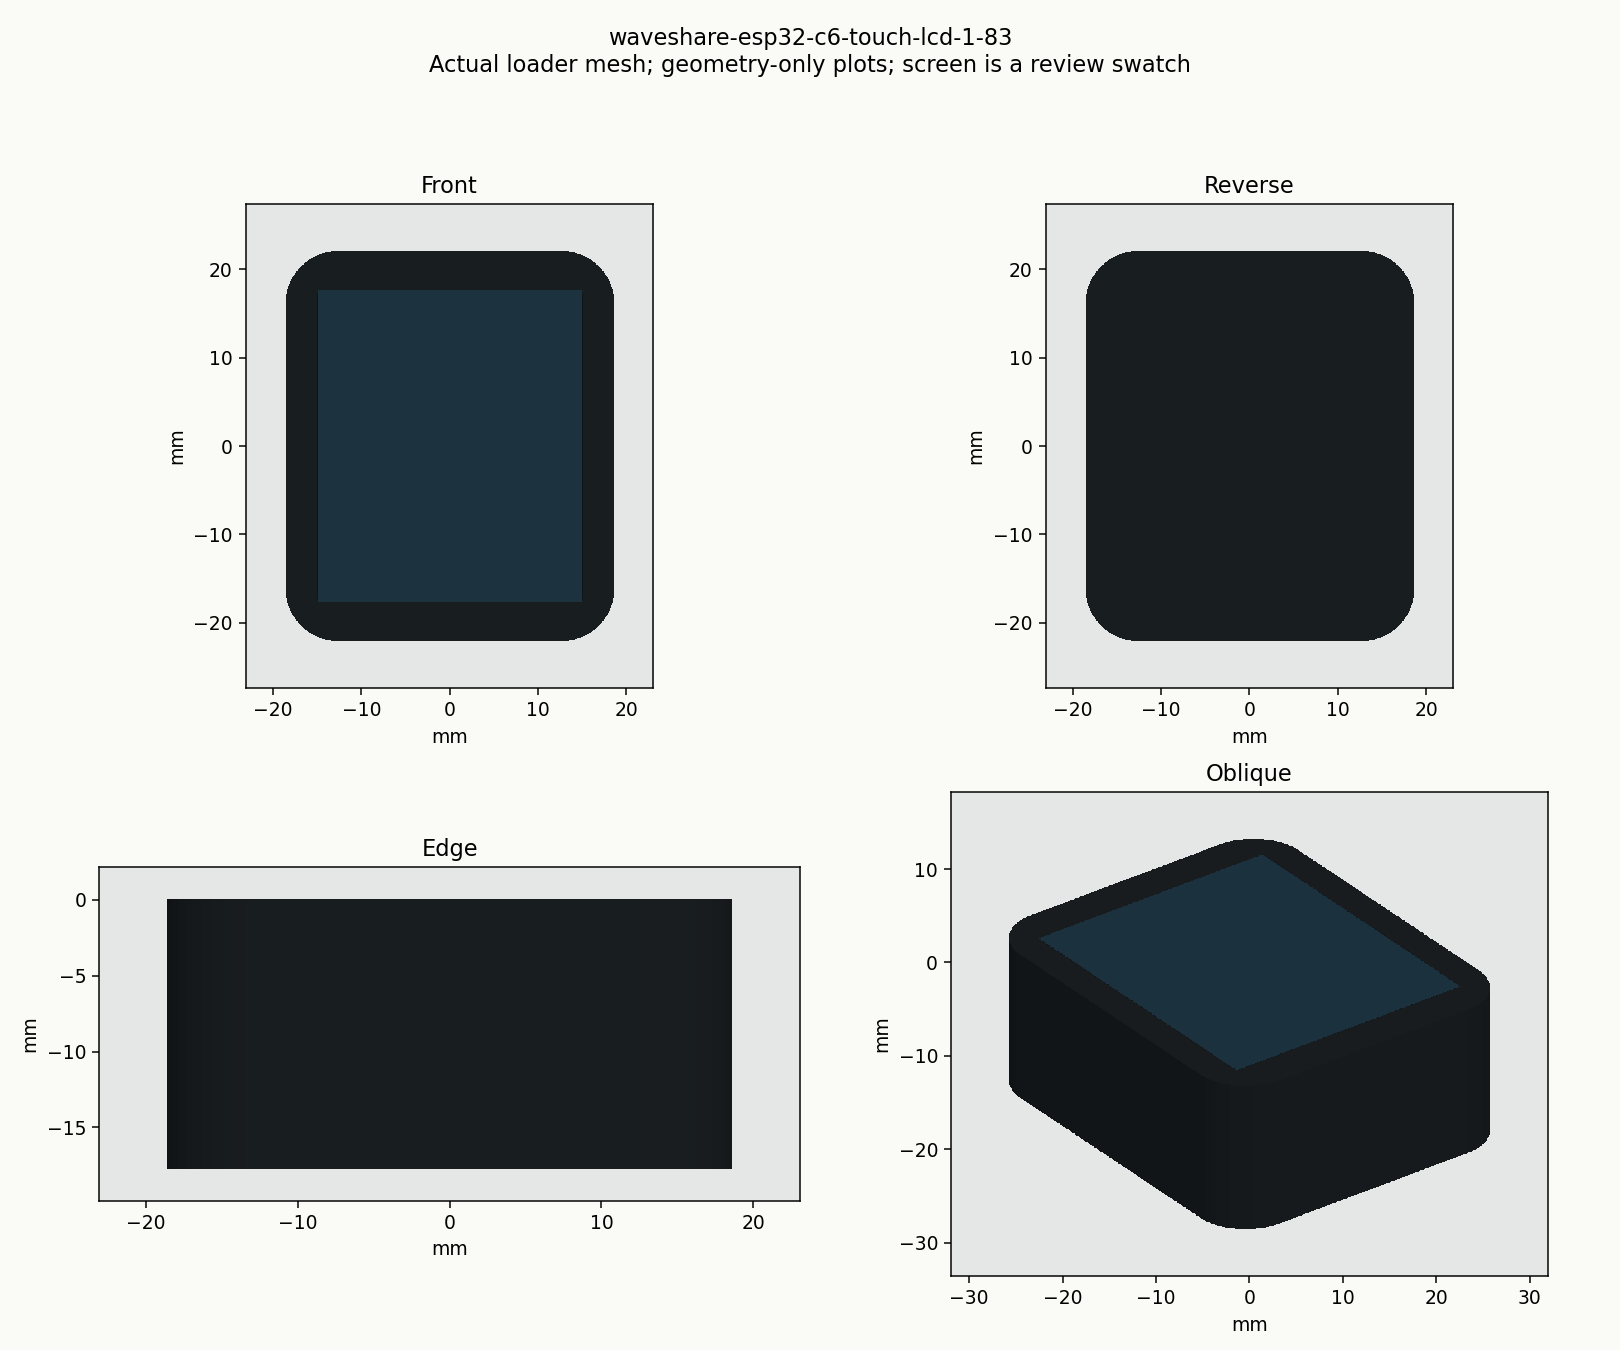 waveshare-esp32-c6-touch-lcd-1-83
Actual loader mesh; geometry-only plots; screen is a review swatch
Front
20
10
0
−10
−20
mm
−20 −10 0 10 20
mm
Reverse
20
10
0
−10
−20
mm
−20 −10 0 10 20
mm
Edge
0
−5
−10
−15
mm
−20 −10 0 10 20
mm
Oblique
10
0
−10
−20
−30
mm
−30 −20 −10 0 10 20 30
mm